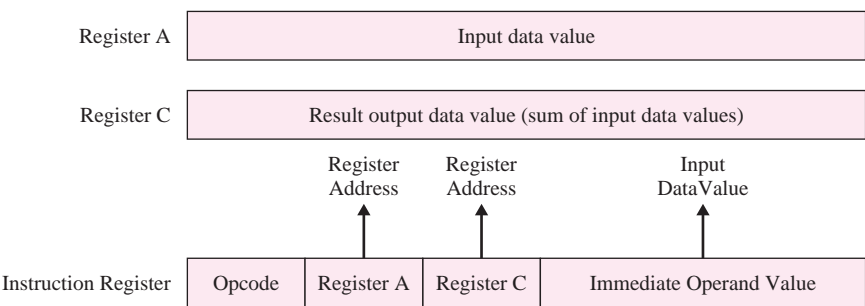 Register A
Input data value
Register C
Result output data value (sum of input data values)
Register
Address
Register
Address
Input
DataValue
Instruction Register
Opcode
Register A
Register C
Immediate Operand Value